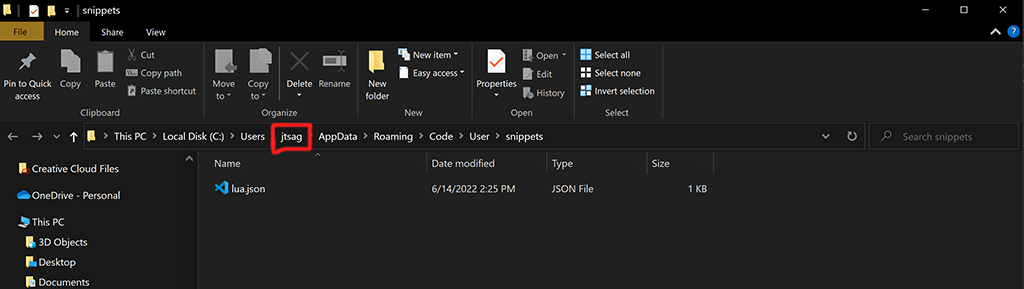 snippets
File Home Share View
Pin to Quick access
Copy
Paste
Cut
Copy path
Paste shortcut
Clipboard
Move to
Copy to
Delete
Rename
Organize
New folder
New item
Easy access
New
Properties
Open
Edit
History
Open
Select all
Select none
Invert selection
Select
This PC Local Disk (C:) Users jtsag AppData Roaming Code User snippets
Search snippets
Name Date modified Type Size
lua.json 6/14/2022 2:25 PM JSON File 1 KB
Creative Cloud Files
OneDrive - Personal
This PC
3D Objects
Desktop
Documents